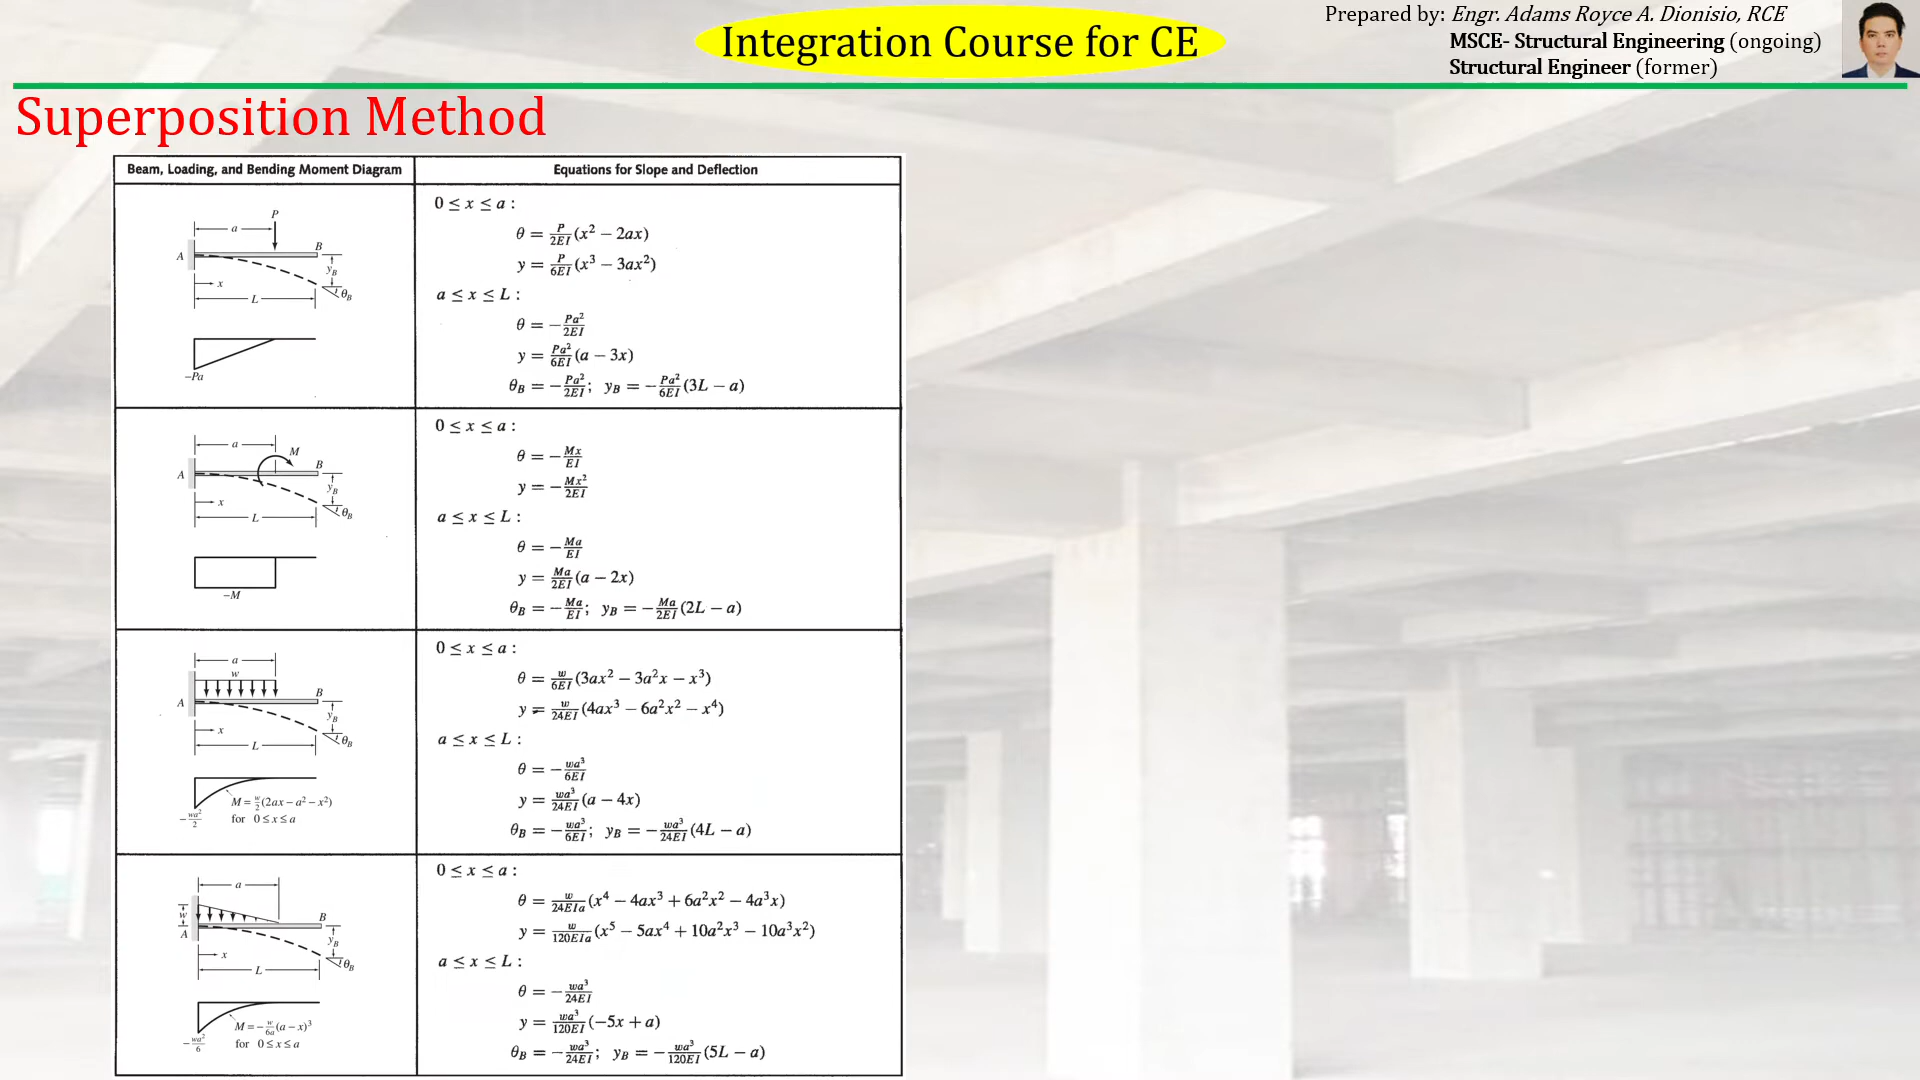 Integration Course for CE
Prepared by: Engr. Adams Royce A. Dionisio, RCE
MSCE- Structural Engineering (ongoing)
Structural Engineer (former)
Superposition Method
Beam, Loading, and Bending Moment Diagram
Equations for Slope and Deflection
P
a
A
B
y_B
x
θ_B
L
−Pa
0 ≤ x ≤ a :
θ = P/2EI (x² − 2ax)
y = P/6EI (x³ − 3ax²)
a ≤ x ≤ L :
θ = −Pa²/2EI
y = Pa²/6EI (a − 3x)
θ_B = −Pa²/2EI; y_B = −Pa²/6EI (3L − a)
a
M
A
B
y_B
x
θ_B
L
−M
0 ≤ x ≤ a :
θ = −Mx/EI
y = −Mx²/2EI
a ≤ x ≤ L :
θ = −Ma/EI
y = Ma/2EI (a − 2x)
θ_B = −Ma/EI; y_B = −Ma/2EI (2L − a)
a
w
A
B
y_B
x
θ_B
L
M = w/2 (2ax − a² − x²)
−wa²/2
for 0 ≤ x ≤ a
0 ≤ x ≤ a :
θ = w/6EI (3ax² − 3a²x − x³)
y = w/24EI (4ax³ − 6a²x² − x⁴)
a ≤ x ≤ L :
θ = −wa³/6EI
y = wa³/24EI (a − 4x)
θ_B = −wa³/6EI; y_B = −wa³/24EI (4L − a)
a
w
A
B
y_B
x
θ_B
L
M = −w/6a (a − x)³
−wa²/6
for 0 ≤ x ≤ a
0 ≤ x ≤ a :
θ = w/24EIa (x⁴ − 4ax³ + 6a²x² − 4a³x)
y = w/120EIa (x⁵ − 5ax⁴ + 10a²x³ − 10a³x²)
a ≤ x ≤ L :
θ = −wa³/24EI
y = wa³/120EI (−5x + a)
θ_B = −wa³/24EI; y_B = −wa³/120EI (5L − a)